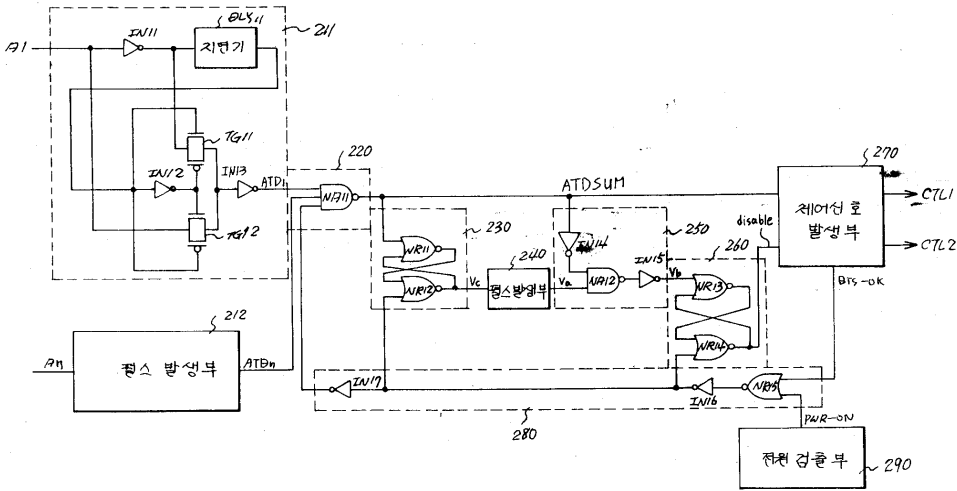 A1
IN11
DLY11
지연기
211
TG11
IN12
IN13
ATD1
TG12
220
NA11
ATDSUM
270
제어신호
발생부
CTL1
CTL2
disable
BTS-OK
230
NR11
NR12
Vc
240
펄스발생부
Va
250
IN14
NA12
IN15
Vb
260
NR13
NR14
212
An
펄스 발생부
ATDn
IN17
IN16
NR15
280
PWR-ON
전원 검출부
290